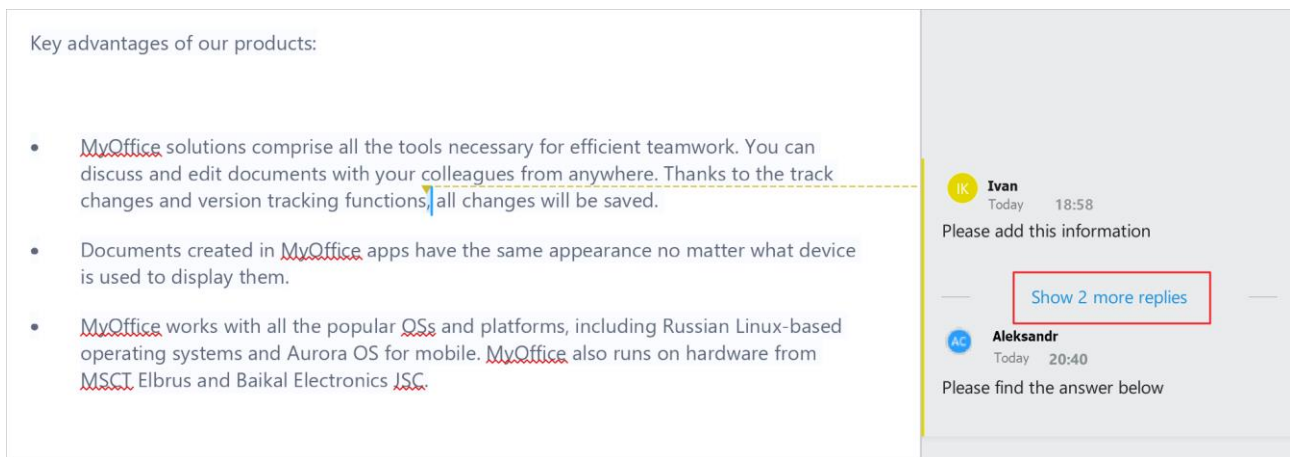 Key advantages of our products:
• MyOffice solutions comprise all the tools necessary for efficient teamwork. You can
discuss and edit documents with your colleagues from anywhere. Thanks to the track
changes and version tracking functions, all changes will be saved.
• Documents created in MyOffice apps have the same appearance no matter what device
is used to display them.
• MyOffice works with all the popular OSs and platforms, including Russian Linux-based
operating systems and Aurora OS for mobile. MyOffice also runs on hardware from
MSCT Elbrus and Baikal Electronics JSC.
IK Ivan
Today 18:58
Please add this information
Show 2 more replies
AC Aleksandr
Today 20:40
Please find the answer below